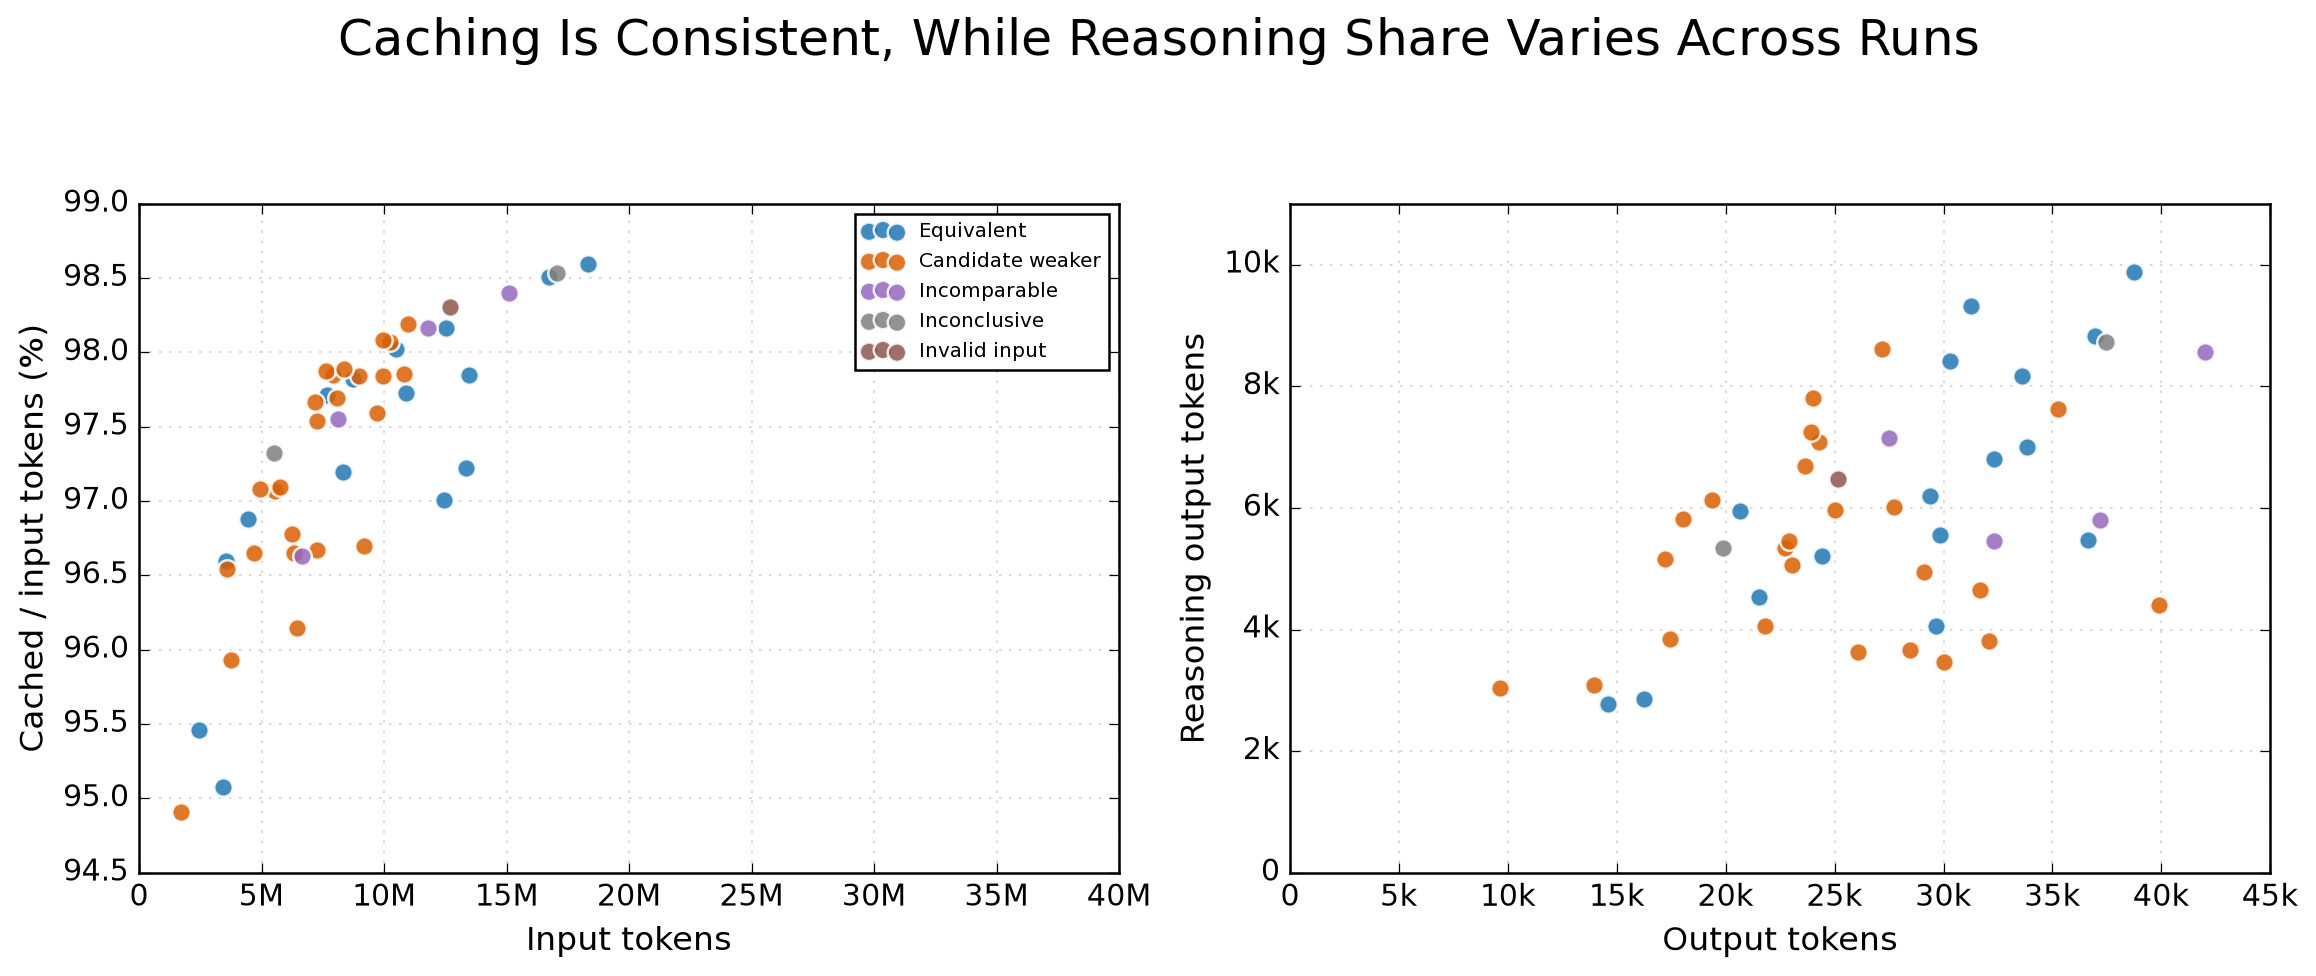 Caching Is Consistent, While Reasoning Share Varies Across Runs
Cached / input tokens (%)
99.0
98.5
98.0
97.5
97.0
96.5
96.0
95.5
95.0
94.5
0 5M 10M 15M 20M 25M 30M 35M 40M
Input tokens
Equivalent
Candidate weaker
Incomparable
Inconclusive
Invalid input
Reasoning output tokens
10k
8k
6k
4k
2k
0
0 5k 10k 15k 20k 25k 30k 35k 40k 45k
Output tokens